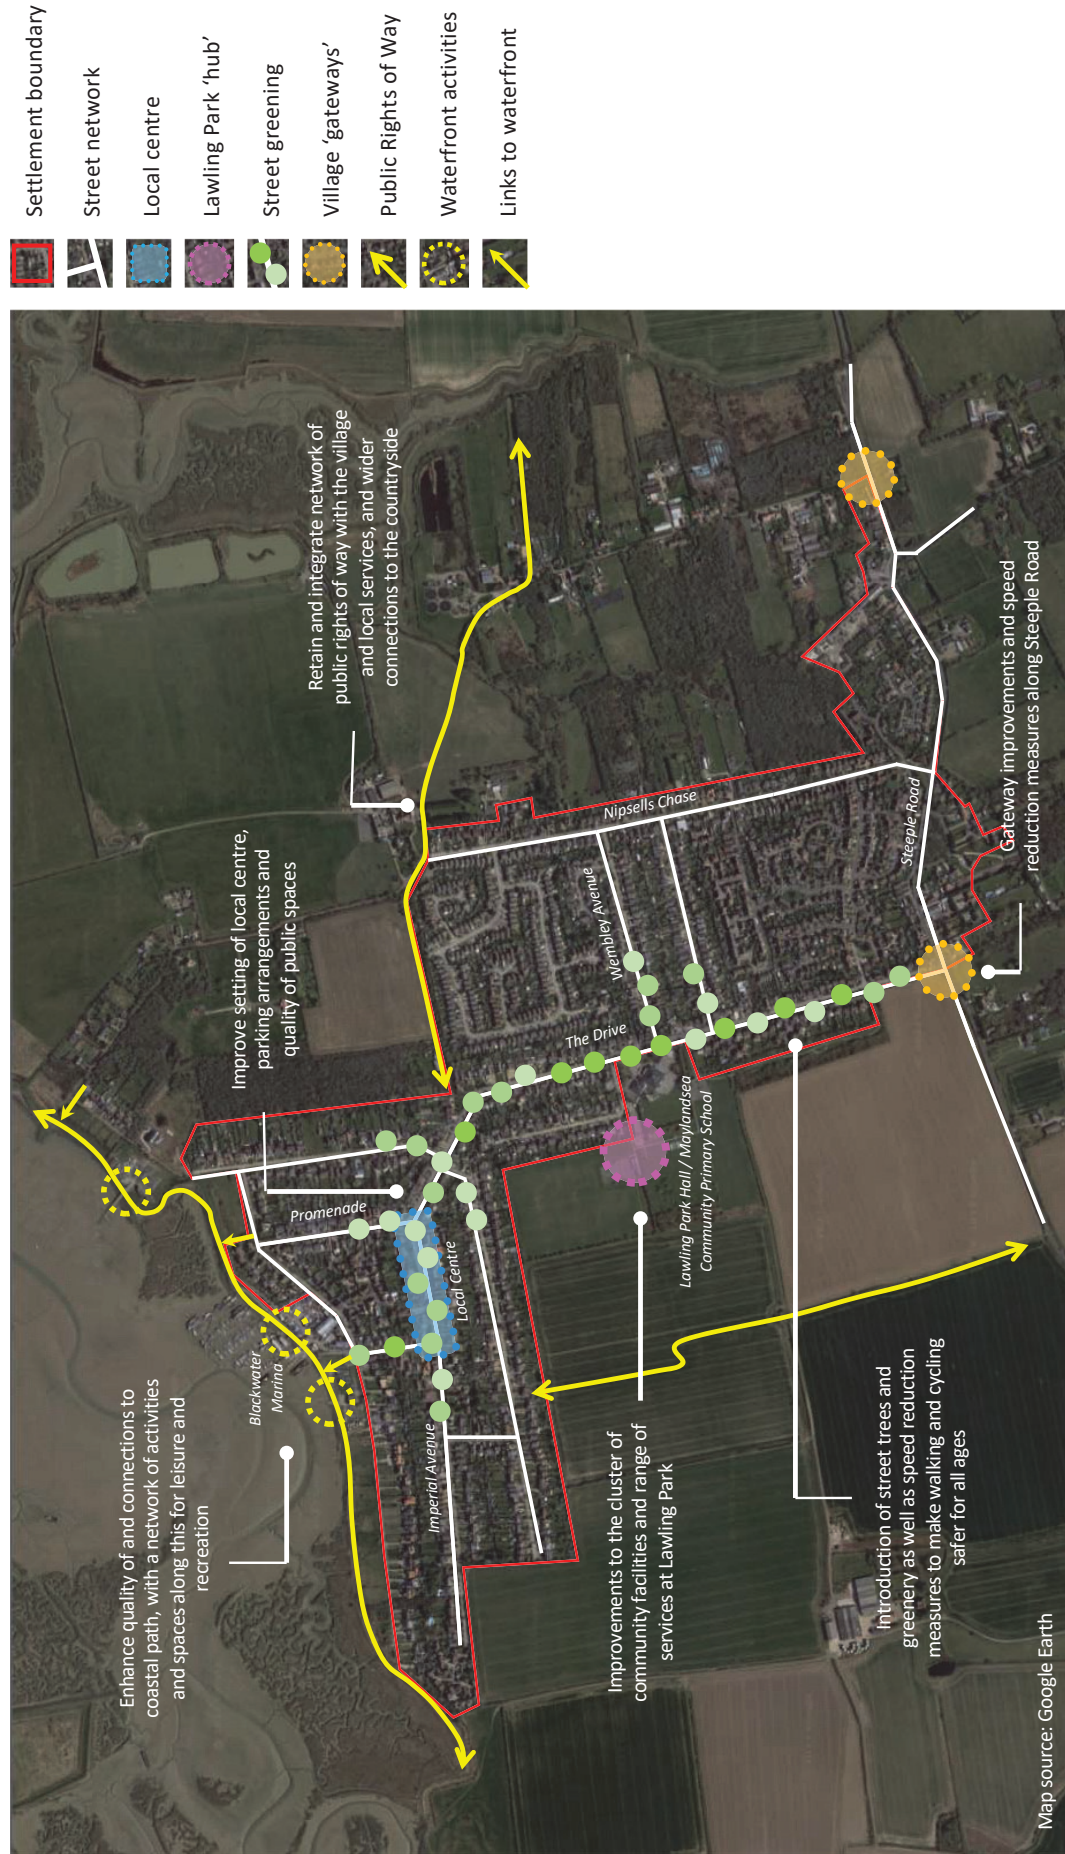 Settlement boundary
Street network
Local centre
Lawling Park ‘hub’
Street greening
Village ‘gateways’
Public Rights of Way
Waterfront activities
Links to waterfront
Enhance quality of and connections to
coastal path, with a network of activities
and spaces along this for leisure and
recreation
Improve setting of local centre,
parking arrangements and
quality of public spaces
Retain and integrate network of
public rights of way with the village
and local services, and wider
connections to the countryside
Blackwater
Marina
Promenade
Imperial Avenue
Local Centre
The Drive
Wembley Avenue
Nipsells Chase
Steeple Road
Lawling Park Hall / Maylandsea
Community Primary School
Improvements to the cluster of
community facilities and range of
services at Lawling Park
Introduction of street trees and
greenery as well as speed reduction
measures to make walking and cycling
safer for all ages
Gateway improvements and speed
reduction measures along Steeple Road
Map source: Google Earth